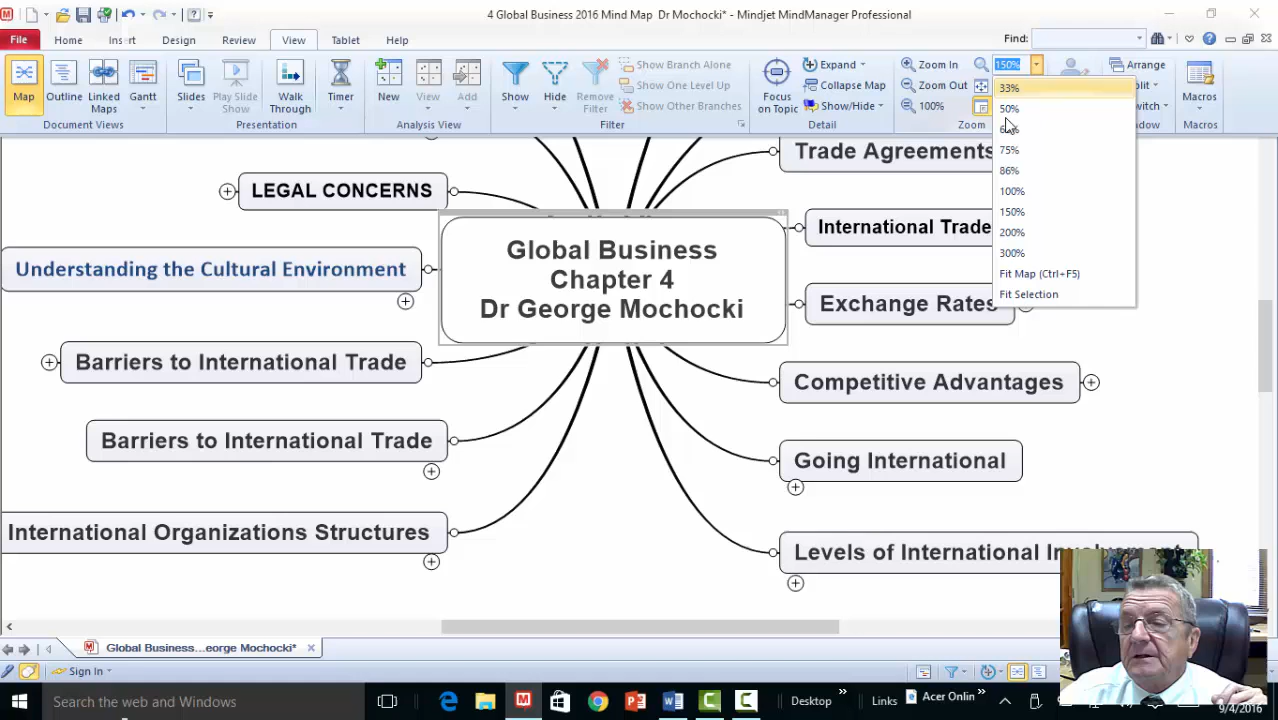 4 Global Business 2016 Mind Map Dr Mochocki* - Mindjet MindManager Professional
File Home Insert Design Review View Tablet Help Find:
Map
Outline
Linked Maps
Gantt
Document Views
Slides
Play Slide Show
Walk Through
Presentation
Timer
New
View
Add
Analysis View
Show
Hide
Remove Filter
Show Branch Alone
Show One Level Up
Show Other Branches
Filter
Focus on Topic
Expand
Collapse Map
Show/Hide
Detail
Zoom In
Zoom Out
100%
150%
Zoom
Arrange
Macros
Macros
33%
50%
75%
86%
100%
150%
200%
300%
Fit Map (Ctrl+F5)
Fit Selection
Trade Agreements
LEGAL CONCERNS
International Trade
Global Business
Chapter 4
Dr George Mochocki
Understanding the Cultural Environment
Exchange Rates
Barriers to International Trade
Competitive Advantages
Barriers to International Trade
Going International
International Organizations Structures
Levels of International
Global Business...eorge Mochocki*
Sign In
Search the web and Windows
Desktop
Links
Acer Onlin
9/4/2016